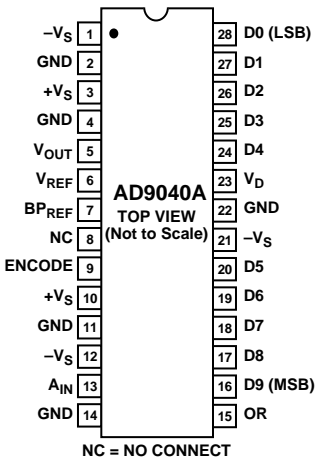 –VS 1 28 D0 (LSB)
GND 2 27 D1
+VS 3 26 D2
GND 4 25 D3
VOUT 5 24 D4
VREF 6 23 VD
BPREF 7 22 GND
NC 8 21 –VS
ENCODE 9 20 D5
+VS 10 19 D6
GND 11 18 D7
–VS 12 17 D8
AIN 13 16 D9 (MSB)
GND 14 15 OR
AD9040A
TOP VIEW
(Not to Scale)
NC = NO CONNECT